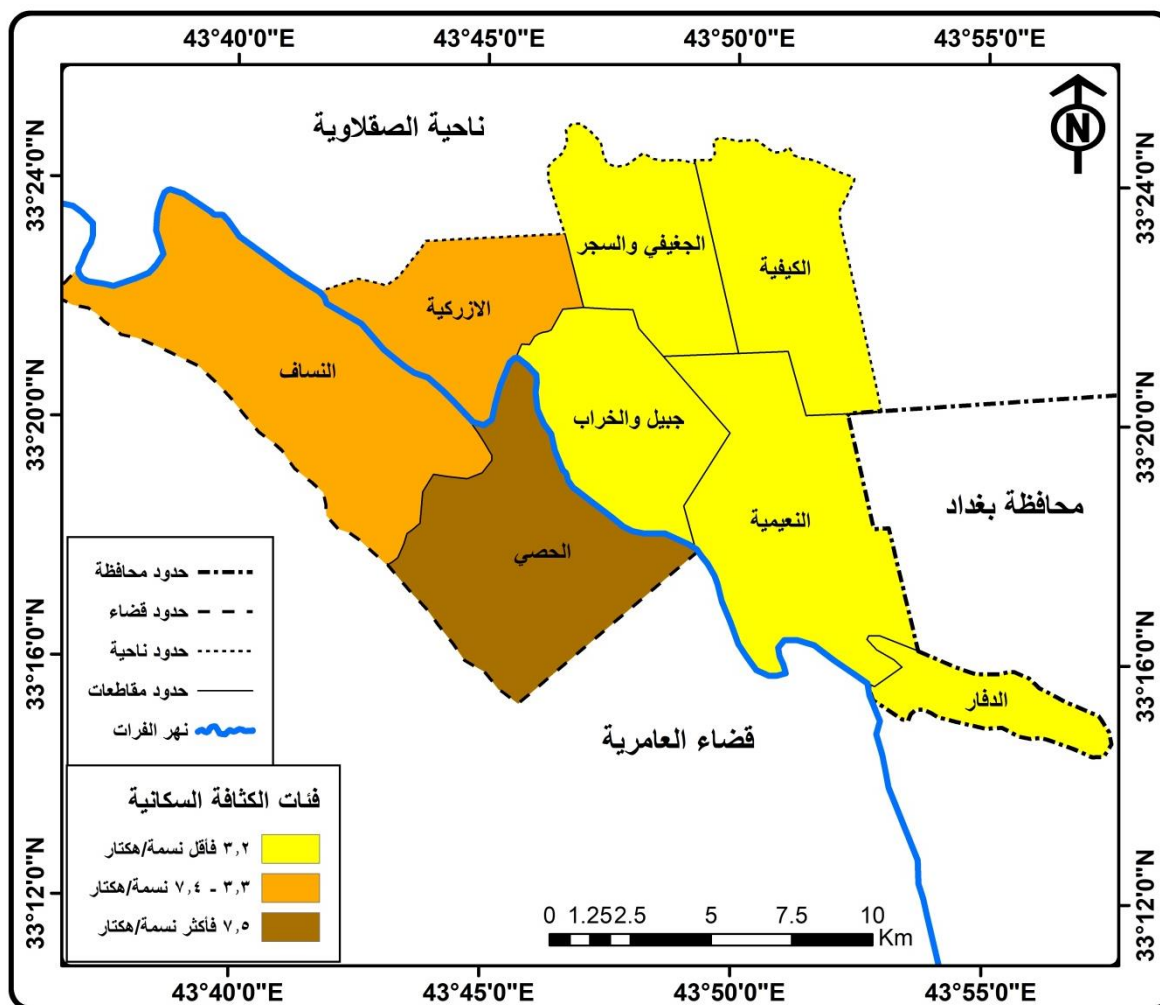 43°40'0"E
43°45'0"E
43°50'0"E
43°55'0"E
ناحية الصقلاوية
N
33°24'0"N
33°24'0"N
الجغيفي والسجر
الكيفية
الازركية
النساف
33°20'0"N
33°20'0"N
جبيل والخراب
محافظة بغداد
النعيمية
الحصي
حدود محافظة
حدود قضاء
حدود ناحية
حدود مقاطعات
نهر الفرات
33°16'0"N
33°16'0"N
الدفار
قضاء العامرية
فئات الكثافة السكانية
٣,٢ فأقل نسمة/هكتار
٣,٣ - ٧,٤ نسمة/هكتار
٧,٥ فأكثر نسمة/هكتار
33°12'0"N
33°12'0"N
0 1.25 2.5 5 7.5 10
Km
43°40'0"E
43°45'0"E
43°50'0"E
43°55'0"E